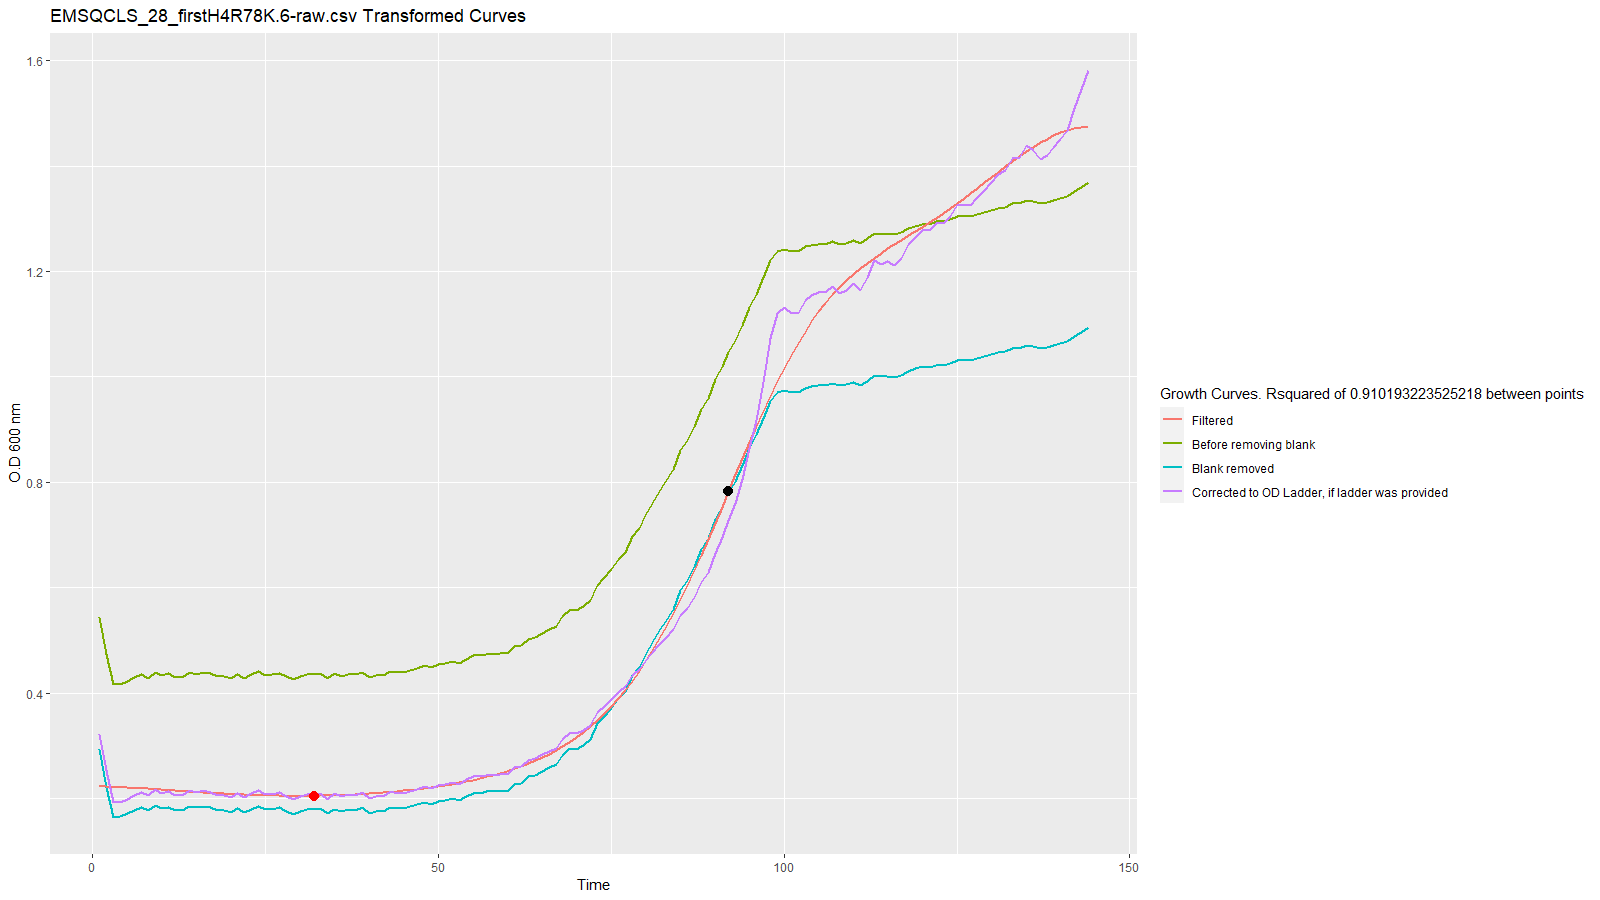 EMSQCLS_28_firstH4R78K.6-raw.csv Transformed Curves
1.6
1.2
0.8
0.4
O.D 600 nm
0
50
100
150
Time
Growth Curves. Rsquared of 0.910193223525218 between points
Filtered
Before removing blank
Blank removed
Corrected to OD Ladder, if ladder was provided